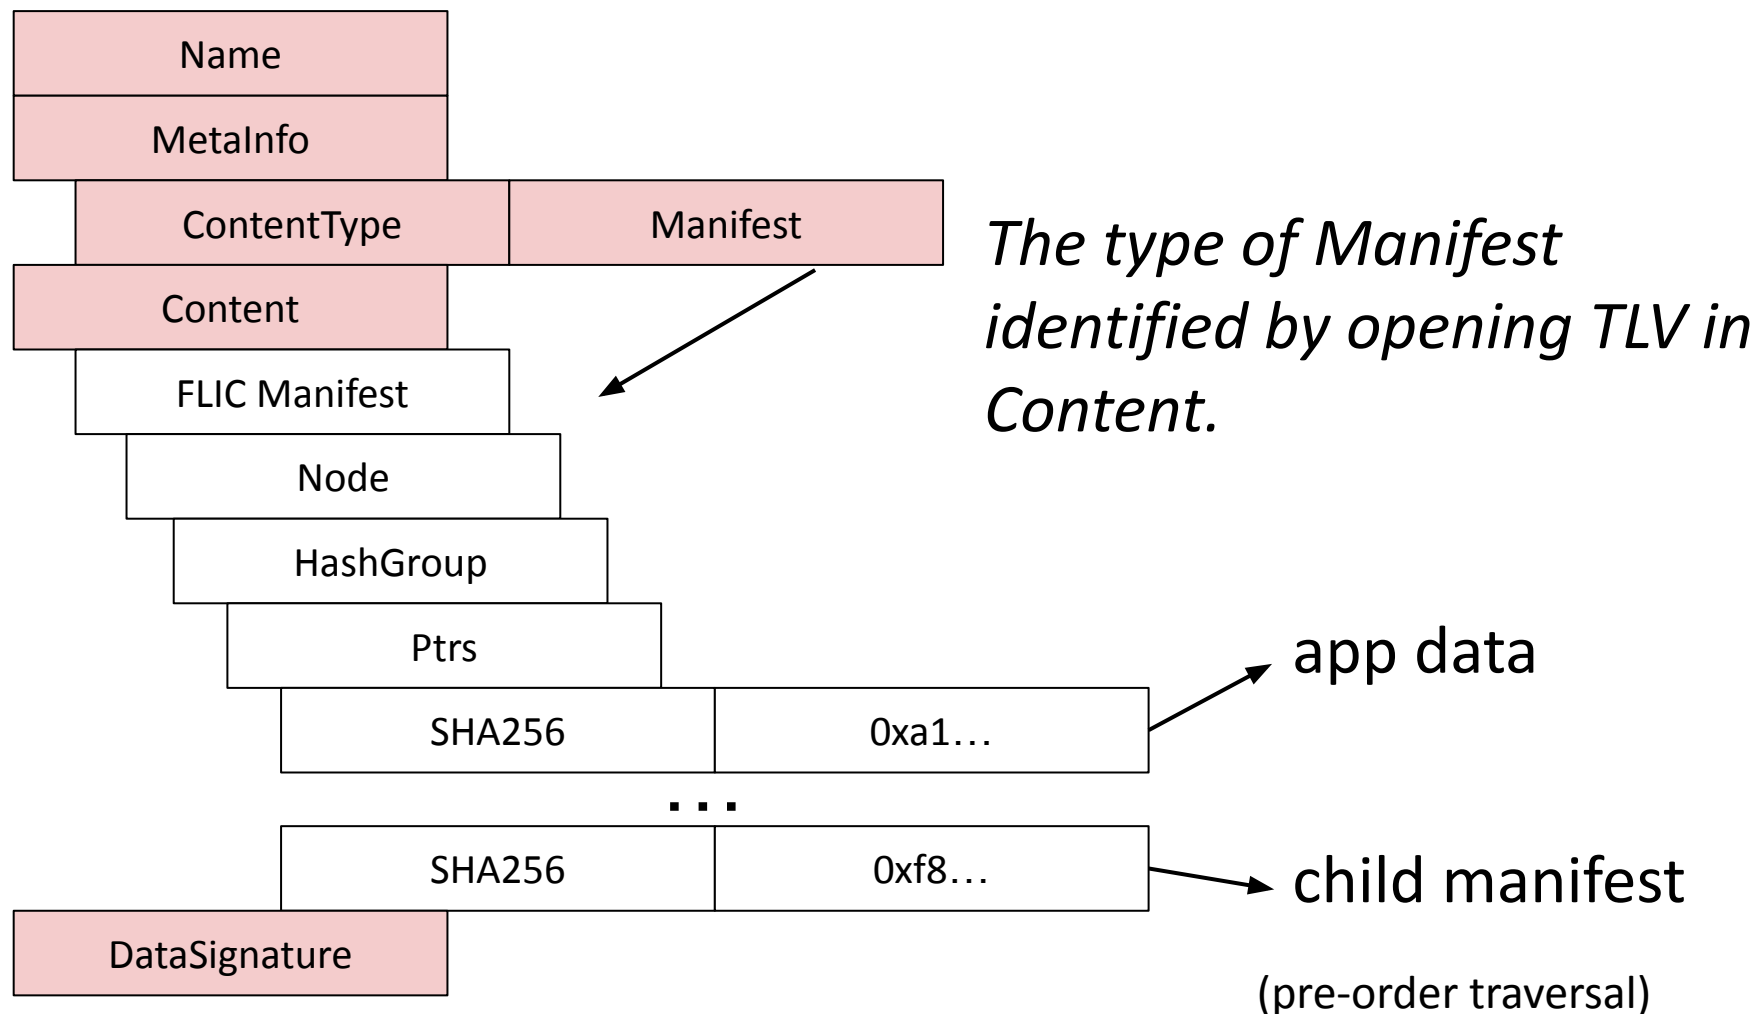 Name
MetaInfo
ContentType Manifest
The type of Manifest
identified by opening TLV in
Content.
Content
FLIC Manifest
Node
HashGroup
Ptrs
SHA256 0xa1…
app data
...
SHA256 0xf8…
child manifest
DataSignature
(pre-order traversal)